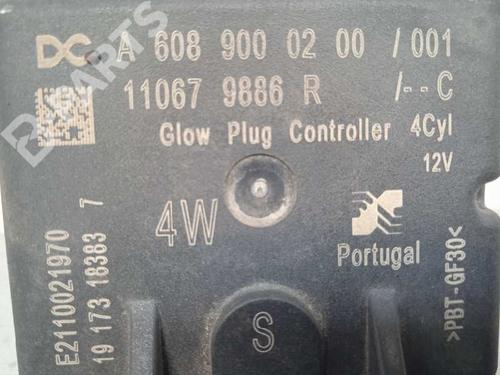 DC A 608 900 02 00 /001
11067 9886 R /--C
Glow Plug Controller 4Cyl
12V
4W
Portugal
E2110021970
19 173 18383 7
>PBT-GF30<
S
B PARTS